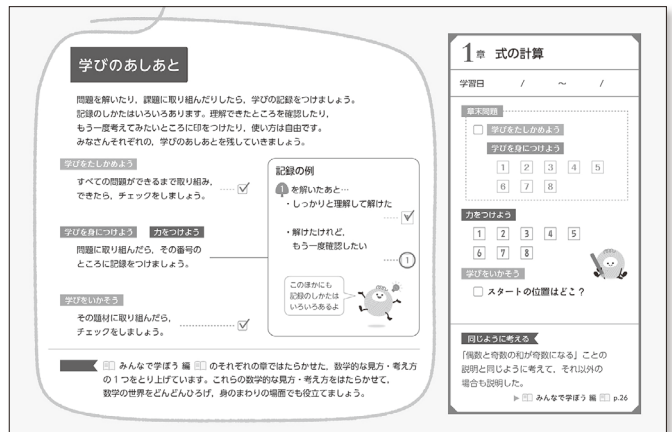 学びのあしあと
問題を解いたり，課題に取り組んだりしたら，学びの記録をつけましょう。
記録のしかたはいろいろあります。理解できたところを確認したり，
もう一度考えてみたいところに印をつけたり，使い方は自由です。
みなさんそれぞれの，学びのあしあとを残していきましょう。
学びをたしかめよう
すべての問題ができるまで取り組み，
できたら，チェックをしましょう。
学びを身につけよう 力をつけよう
問題に取り組んだら，その番号の
ところに記録をつけましょう。
学びをいかそう
その題材に取り組んだら，
チェックをしましょう。
記録の例
1 を解いたあと…
・しっかりと理解して解けた
・解けたけれど，
もう一度確認したい
1
このほかにも
記録のしかたは
いろいろあるよ
みんなで学ぼう 編 のそれぞれの章ではたらかせた，数学的な見方・考え方
の1つをとり上げています。これらの数学的な見方・考え方をはたらかせて，
数学の世界をどんどんひろげ，身のまわりの場面でも役立てましょう。
1章 式の計算
学習日 / ～ /
章末問題
学びをたしかめよう
学びを身につけよう
1 2 3 4 5
6 7 8
力をつけよう
1 2 3 4 5
6 7 8
学びをいかそう
スタートの位置はどこ？
同じように考える
「偶数と奇数の和が奇数になる」ことの
説明と同じように考えて，それ以外の
場合も説明した。
▶ みんなで学ぼう 編 p.26